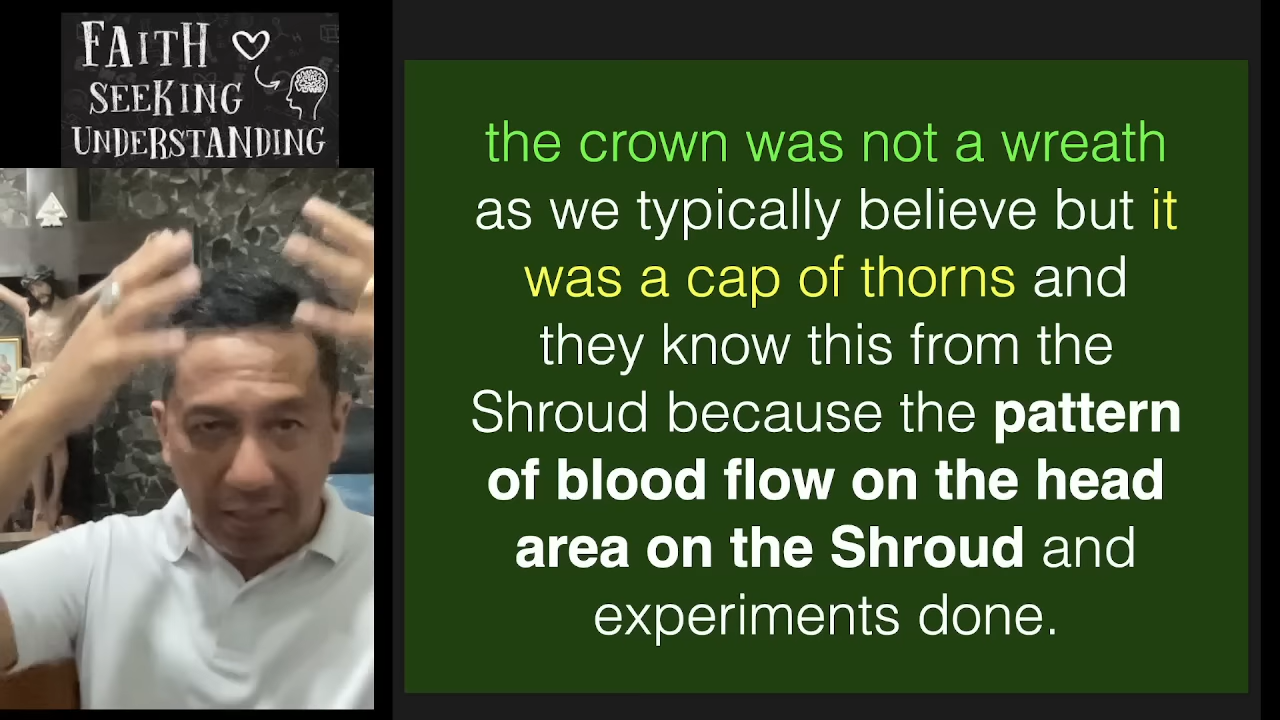 FAITH
SEEKING
UNDERSTANDING
the crown was not a wreath
as we typically believe but it
was a cap of thorns and
they know this from the
Shroud because the pattern
of blood flow on the head
area on the Shroud and
experiments done.